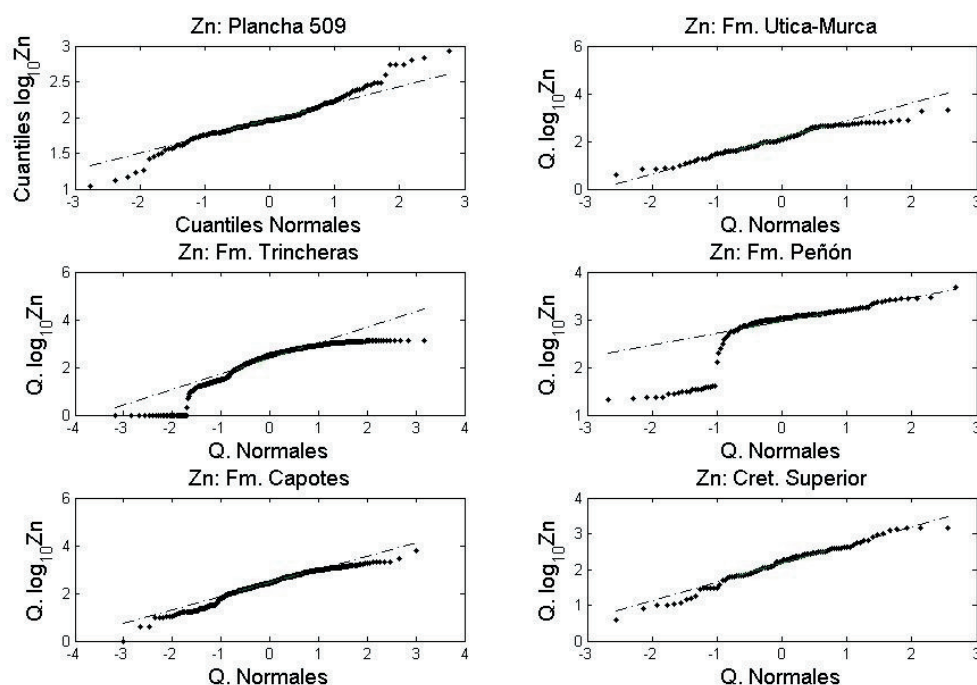 Zn: Plancha 509
Zn: Fm. Utica-Murca
3
2.5
2
1.5
1
Cuantiles log10Zn
-3 -2 -1 0 1 2 3
Cuantiles Normales
6
4
2
0
Q. log10Zn
-3 -2 -1 0 1 2 3
Q. Normales
Zn: Fm. Trincheras
Zn: Fm. Peñón
6
4
2
0
Q. log10Zn
-4 -3 -2 -1 0 1 2 3 4
Q. Normales
4
3
2
1
Q. log10Zn
-3 -2 -1 0 1 2 3
Q. Normales
Zn: Fm. Capotes
Zn: Cret. Superior
6
4
2
0
Q. log10Zn
-4 -3 -2 -1 0 1 2 3 4
Q. Normales
4
3
2
1
0
Q. log10Zn
-3 -2 -1 0 1 2 3
Q. Normales